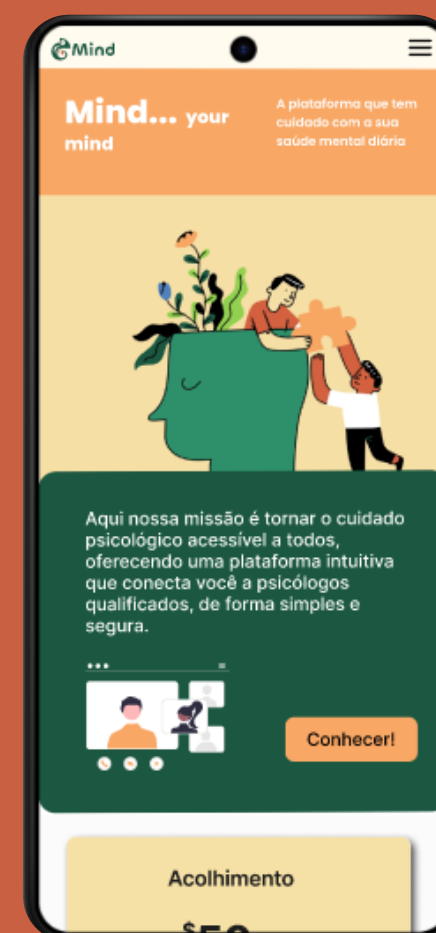 Mind
Mind... your
mind
A plataforma que tem
cuidado com a sua
saúde mental diária
Aqui nossa missão é tornar o cuidado
psicológico acessível a todos,
oferecendo uma plataforma intuitiva
que conecta você a psicólogos
qualificados, de forma simples e
segura.
Conhecer!
Acolhimento